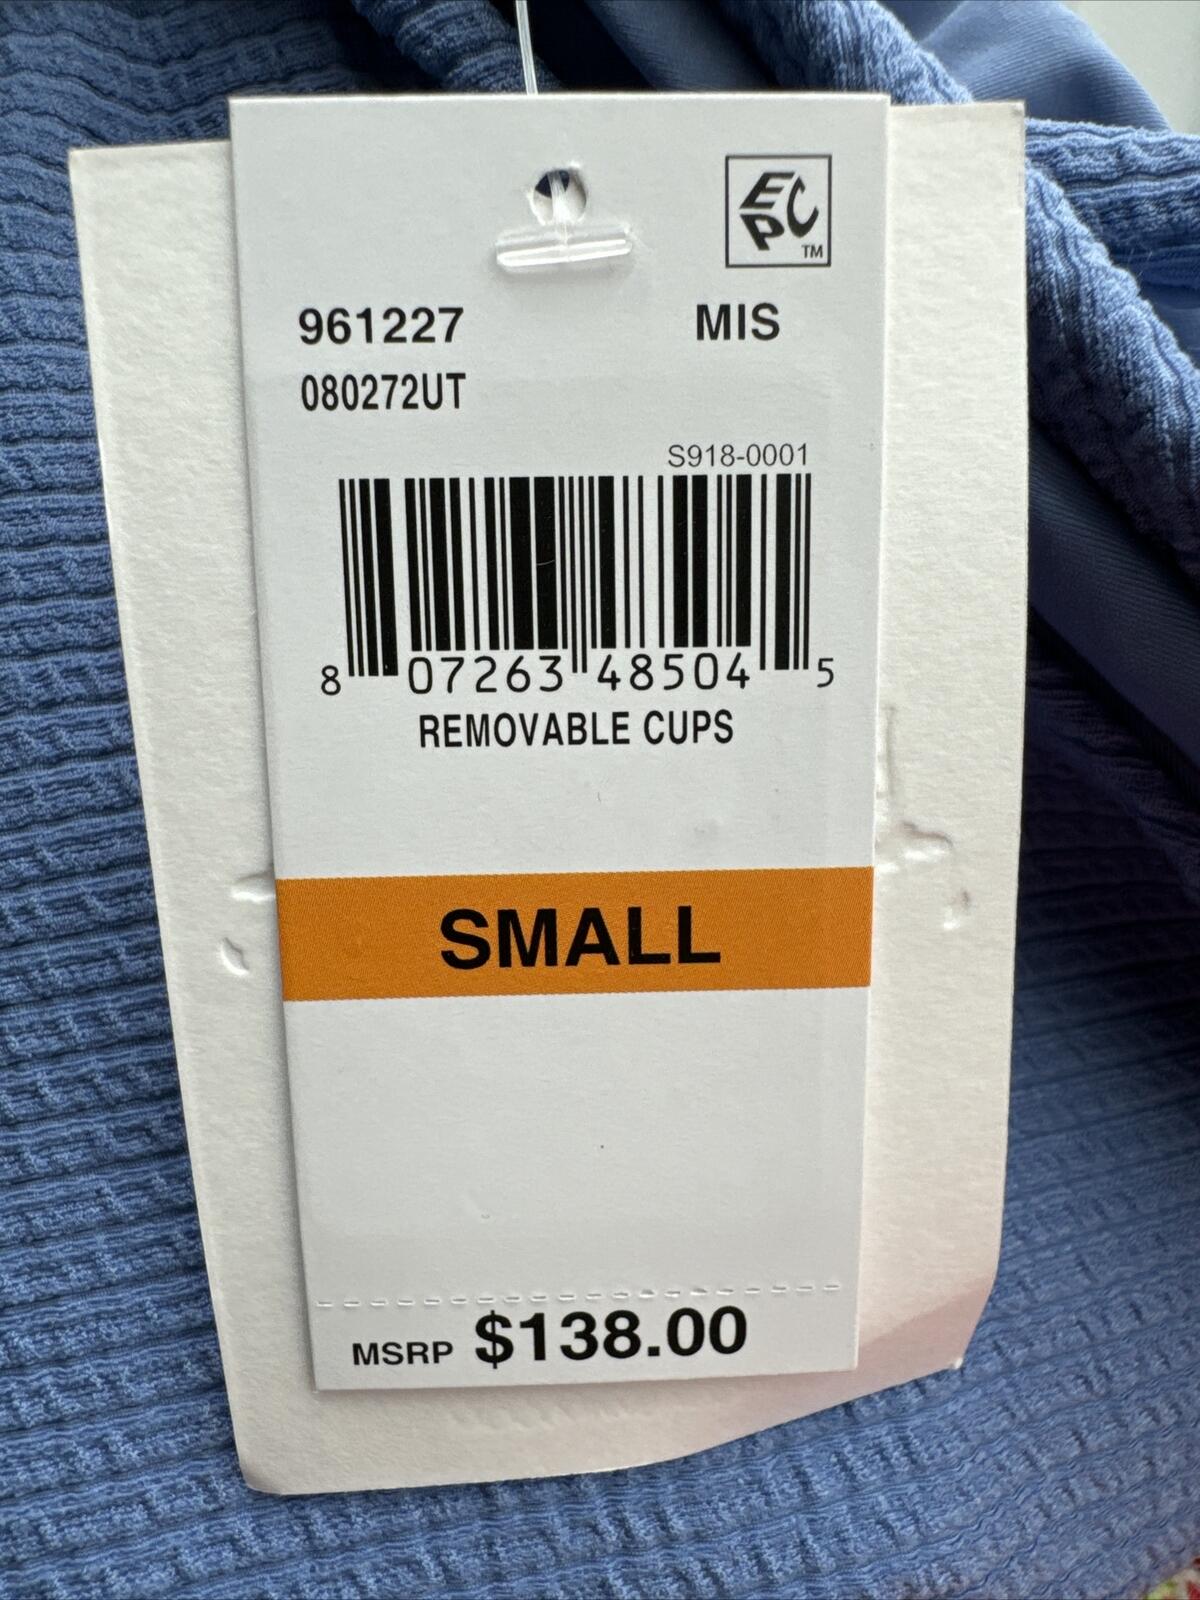 EPC
TM
961227 MIS
080272UT
S918-0001
8 07263 48504 5
REMOVABLE CUPS
SMALL
MSRP $138.00